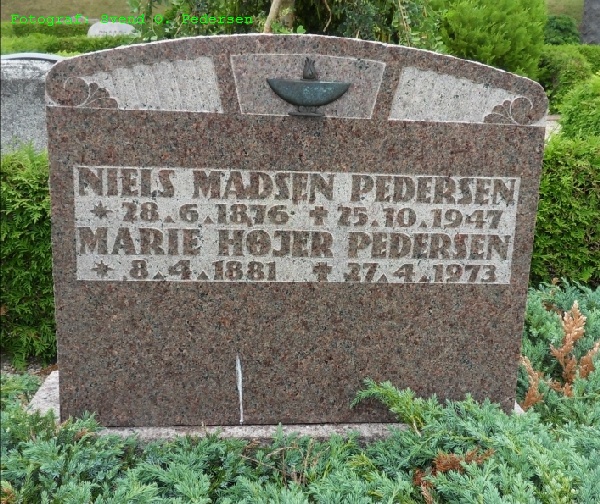 Fotograf: Svend G. Pedersen
NIELS MADSEN PEDERSEN
* 28.6.1876 ✝ 25.10.1947
MARIE HØJER PEDERSEN
* 8.4.1881 ✝ 27.4.1973